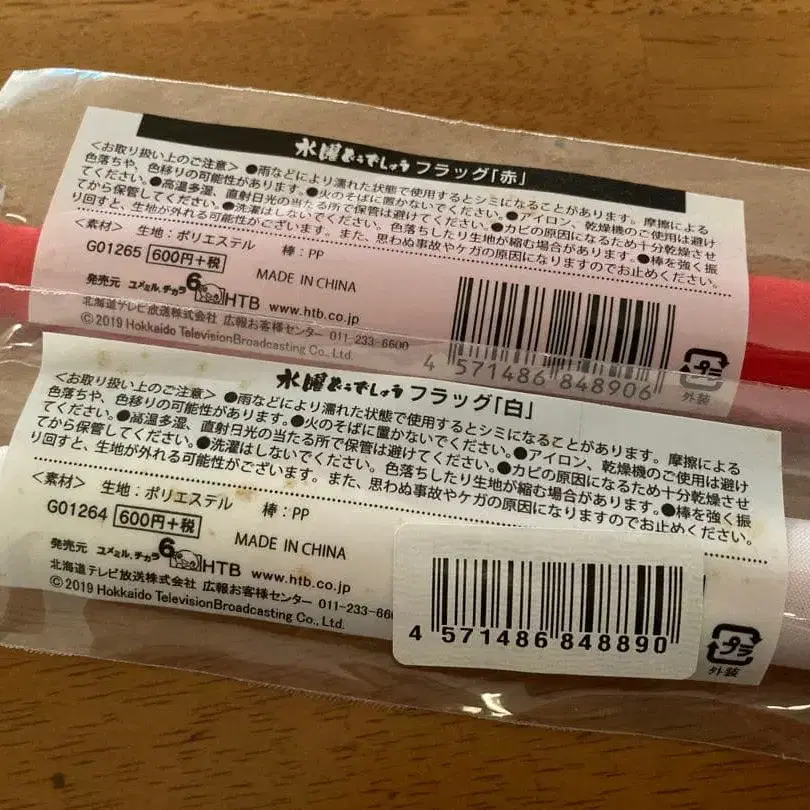 水曜どうでしょう フラッグ「赤」
<お取り扱い上のご注意> ●雨などにより濡れた状態で使用するとシミになることがあります。摩擦による
色落ちや、色移りの可能性があります。●火のそばに置かないでください。●アイロン、乾燥機のご使用は避け
てください。●高温多湿、直射日光の当たる所で保管は避けてください。●カビの原因になるため十分乾燥させ
てから保管してください。●洗濯はしないでください。色落ちしたり生地が縮む場合があります。●棒を強く振
り回すと、生地が外れる可能性がございます。また、思わぬ事故やケガの原因になりますのでお止めください。
<素材> 生地:ポリエステル 棒:PP
G01265 600円+税 MADE IN CHINA
発売元 ユメミル、チカラ 6 HTB www.htb.co.jp
北海道テレビ放送株式会社 広報お客様センター 011-233-6600
©2019 Hokkaido TelevisionBroadcasting Co., Ltd.
4 571486 848906
プラ
外装
水曜どうでしょう フラッグ「白」
<お取り扱い上のご注意> ●雨などにより濡れた状態で使用するとシミになることがあります。摩擦による
色落ちや、色移りの可能性があります。●火のそばに置かないでください。●アイロン、乾燥機のご使用は避け
てください。●高温多湿、直射日光の当たる所で保管は避けてください。●カビの原因になるため十分乾燥させ
てから保管してください。●洗濯はしないでください。色落ちしたり生地が縮む場合があります。●棒を強く振
り回すと、生地が外れる可能性がございます。また、思わぬ事故やケガの原因になりますのでお止めください。
<素材> 生地:ポリエステル 棒:PP
G01264 600円+税 MADE IN CHINA
発売元 ユメミル、チカラ 6 HTB www.htb.co.jp
北海道テレビ放送株式会社 広報お客様センター 011-233-66
©2019 Hokkaido TelevisionBroadcasting Co., Ltd.
4 571486 848890
プラ
外装